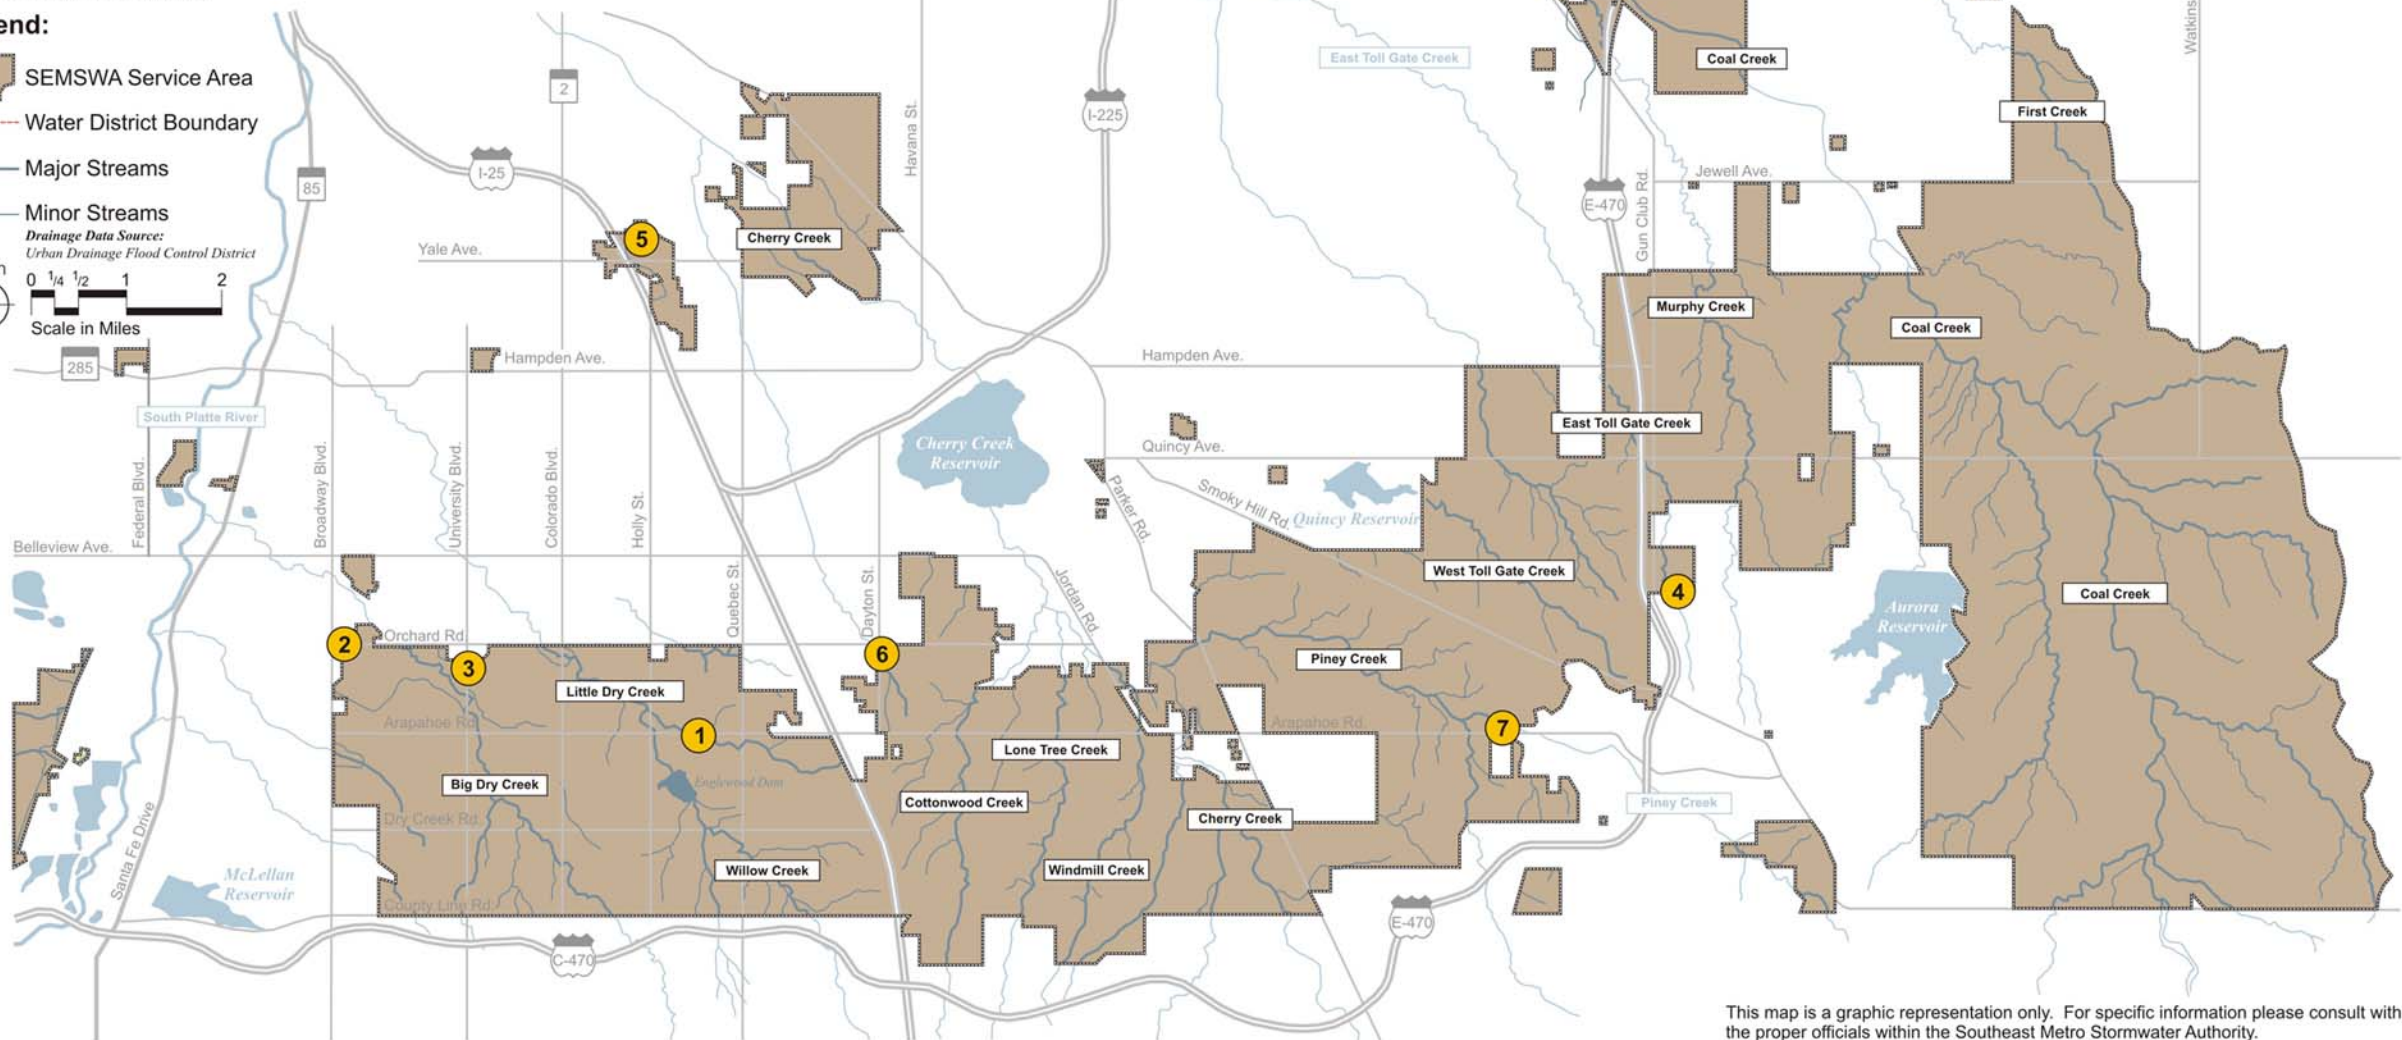 end:
SEMSWA Service Area
Water District Boundary
Major Streams
Minor Streams
Drainage Data Source:
Urban Drainage Flood Control District
0 1/4 1/2 1 2
Scale in Miles
85
I-25
2
I-225
E-470
285
Havana St.
Watkins
East Toll Gate Creek
Coal Creek
First Creek
Jewell Ave.
Gun Club Rd.
5
Yale Ave.
Cherry Creek
Murphy Creek
Coal Creek
Hampden Ave.
Hampden Ave.
South Platte River
East Toll Gate Creek
Cherry Creek
Reservoir
Quincy Ave.
Federal Blvd.
Broadway Blvd.
University Blvd.
Colorado Blvd.
Holly St.
Parker Rd.
Smoky Hill Rd.
Quincy Reservoir
Belleview Ave.
Quebec St.
Dayton St.
Jordan Rd.
West Toll Gate Creek
4
Coal Creek
Aurora
Reservoir
2
Orchard Rd.
3
6
Piney Creek
Little Dry Creek
Arapahoe Rd.
1
Arapahoe Rd.
7
Lone Tree Creek
Big Dry Creek
Englewood Dam
Cottonwood Creek
Piney Creek
Dry Creek Rd.
Cherry Creek
Santa Fe Drive
McLellan
Reservoir
Willow Creek
Windmill Creek
County Line Rd.
E-470
C-470
This map is a graphic representation only. For specific information please consult with
the proper officials within the Southeast Metro Stormwater Authority.